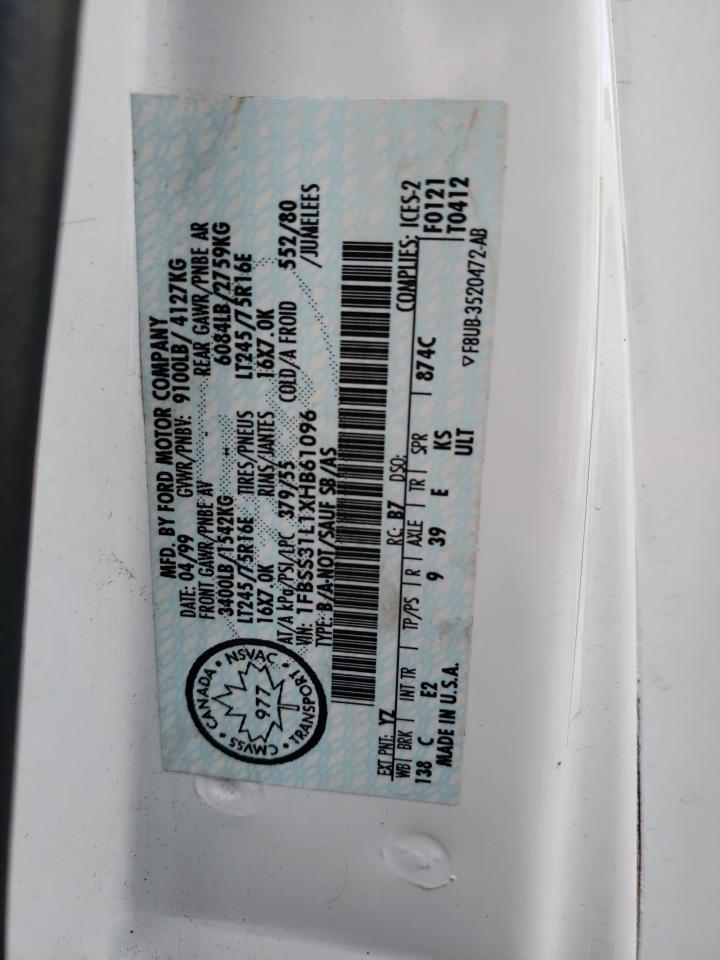 MFD. BY FORD MOTOR COMPANY
DATE: 04/99 GVWR/PNBV: 9100LB/ 4127KG
FRONT GAWR/PNBE AV REAR GAWR/PNBE AR
3400LB/1542KG 6084LB/2759KG
LT245/75R16E TIRES/PNEUS LT245/75R16E
16X7.0K RIMS/JANTES 16X7.0K
AT/A kPa/PSI/LPC 379/55 COLD/A FROID 552/80
VIN: 1FBSS31L1XHB61096 /JUMELEES
TYPE: B/A-NOT/SAUF 5B/AS
CANADA • NSVAC • TRANSPORT • CMVSS •
977
EXT PNT: YZ RC: B7 DSO: COMPLIES: ICES-2
WB BRK INT TR TP/PS R AXLE TR SPR 874C F0121
138 C E2 9 39 E KS T0412
MADE IN U.S.A. ULT
▽F8UB-3520472-AB